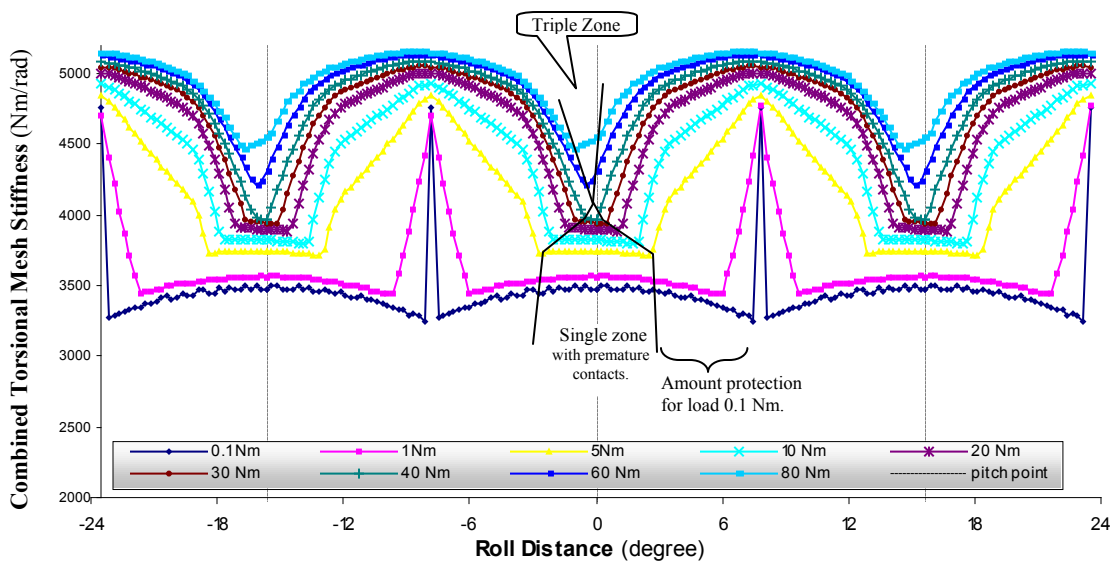 Triple Zone
Combined Torsional Mesh Stiffness (Nm/rad)
5000
4500
4000
3500
3000
2500
2000
Single zone
with premature
contacts.
Amount protection
for load 0.1 Nm.
0.1Nm 1Nm 5Nm 10 Nm 20 Nm
30 Nm 40 Nm 60 Nm 80 Nm pitch point
-24 -18 -12 -6 0 6 12 18 24
Roll Distance (degree)